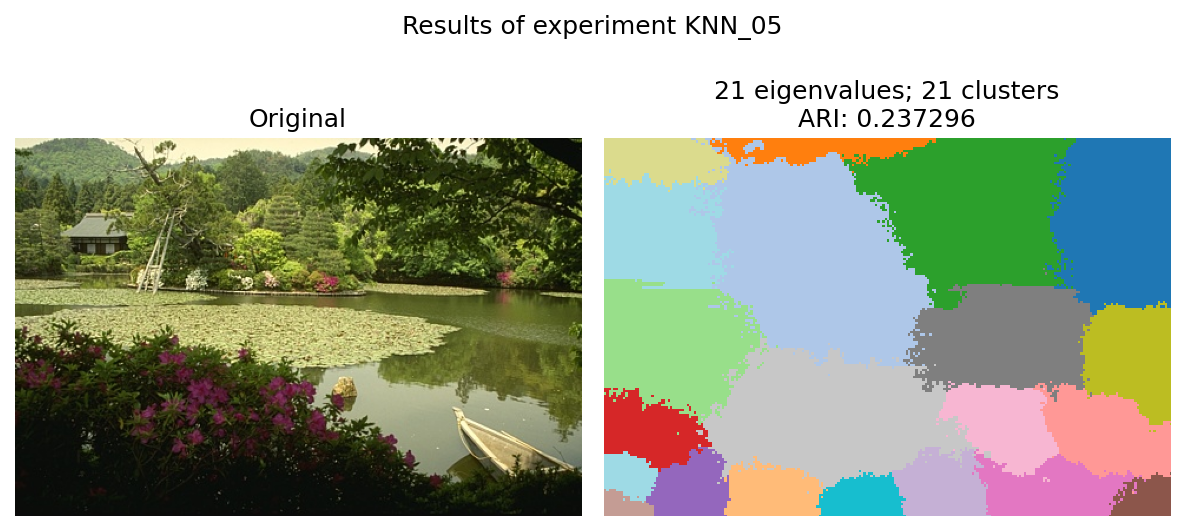 Results of experiment KNN_05
Original
21 eigenvalues; 21 clusters
ARI: 0.237296